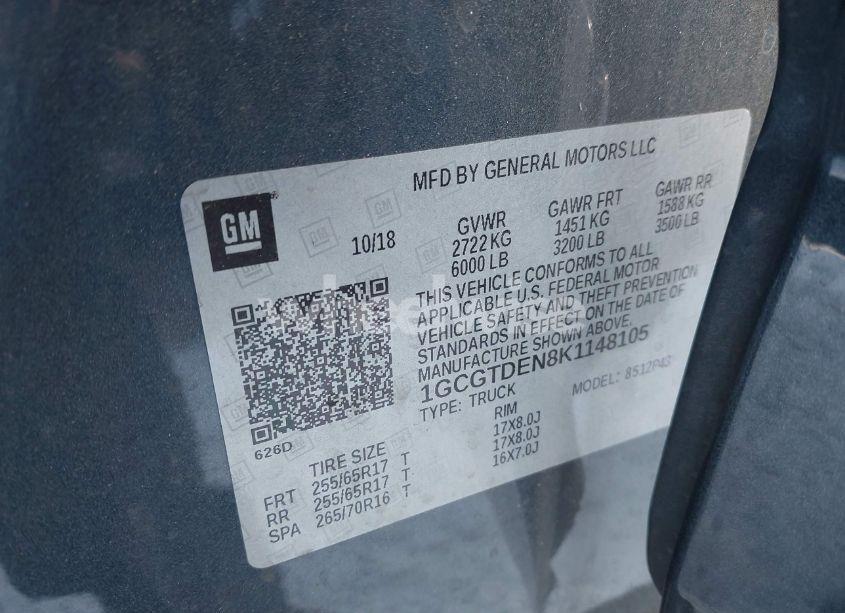 MFD BY GENERAL MOTORS LLC
GM
10/18
GVWR
2722 KG
6000 LB
GAWR FRT
1451 KG
3200 LB
GAWR RR
1588 KG
3500 LB
THIS VEHICLE CONFORMS TO ALL
APPLICABLE U.S. FEDERAL MOTOR
VEHICLE SAFETY AND THEFT PREVENTION
STANDARDS IN EFFECT ON THE DATE OF
MANUFACTURE SHOWN ABOVE.
1GCGTDEN8K1148105
TYPE: TRUCK
MODEL: 8512P43
626D
TIRE SIZE
RIM
FRT 255/65R17 T 17X8.0J
RR 255/65R17 T 17X8.0J
SPA 265/70R16 T 16X7.0J